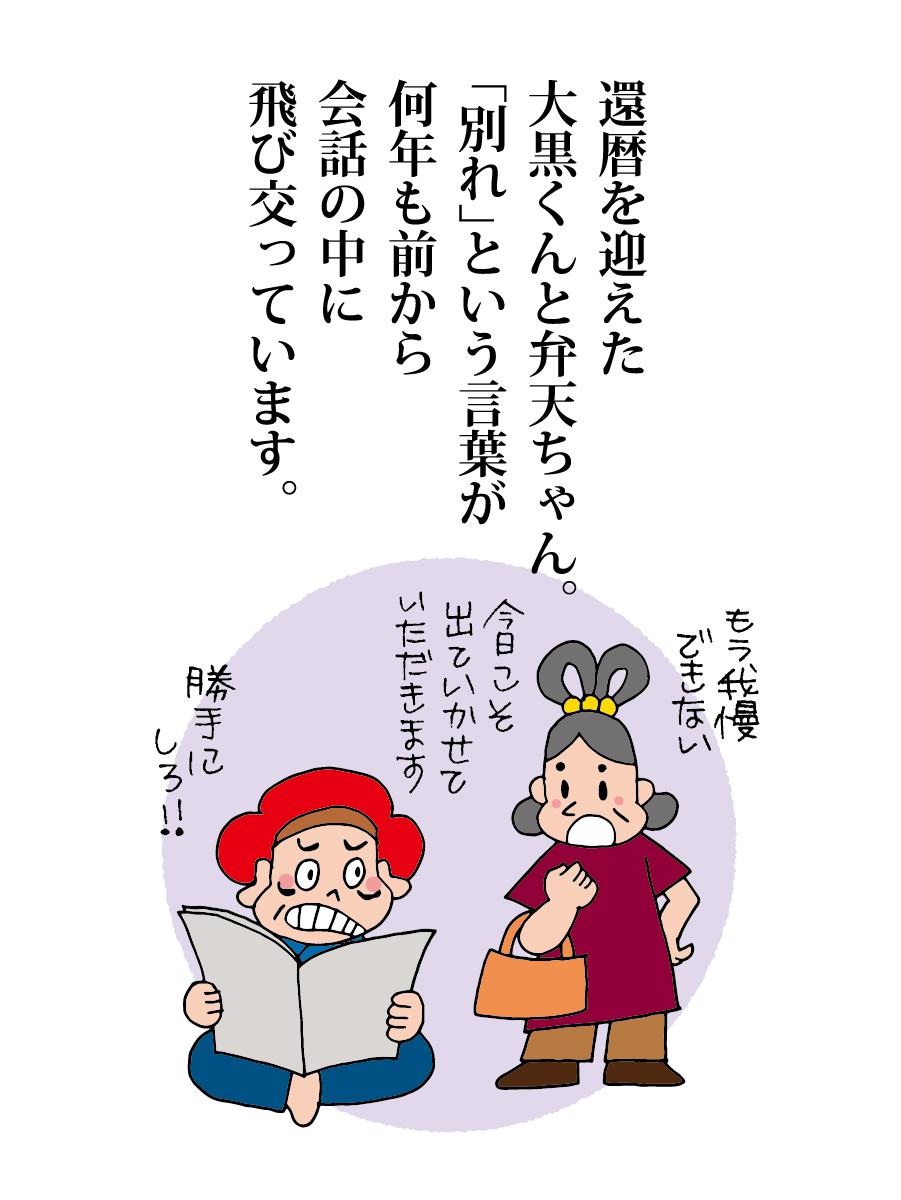 還暦を迎えた
大黒くんと弁天ちゃん。
「別れ」という言葉が
何年も前から
会話の中に
飛び交っています。
もう、我慢
できない
今日こそ
出ていかせて
いただきます
勝手に
しろ!!